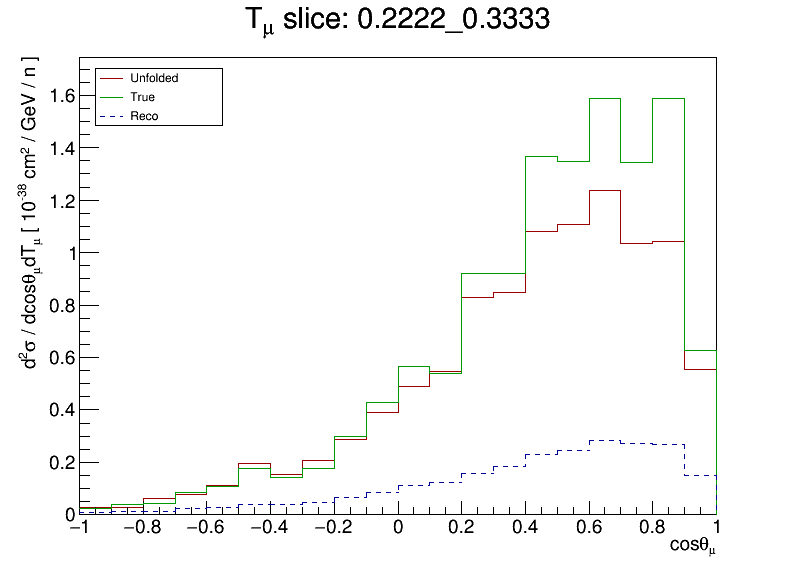 Tμ slice: 0.2222_0.3333
d²σ / dcosθμdTμ [ 10⁻³⁸ cm² / GeV / n ]
Unfolded
True
Reco
1.6
1.4
1.2
1
0.8
0.6
0.4
0.2
0
−1 −0.8 −0.6 −0.4 −0.2 0 0.2 0.4 0.6 0.8 1
cosθμ